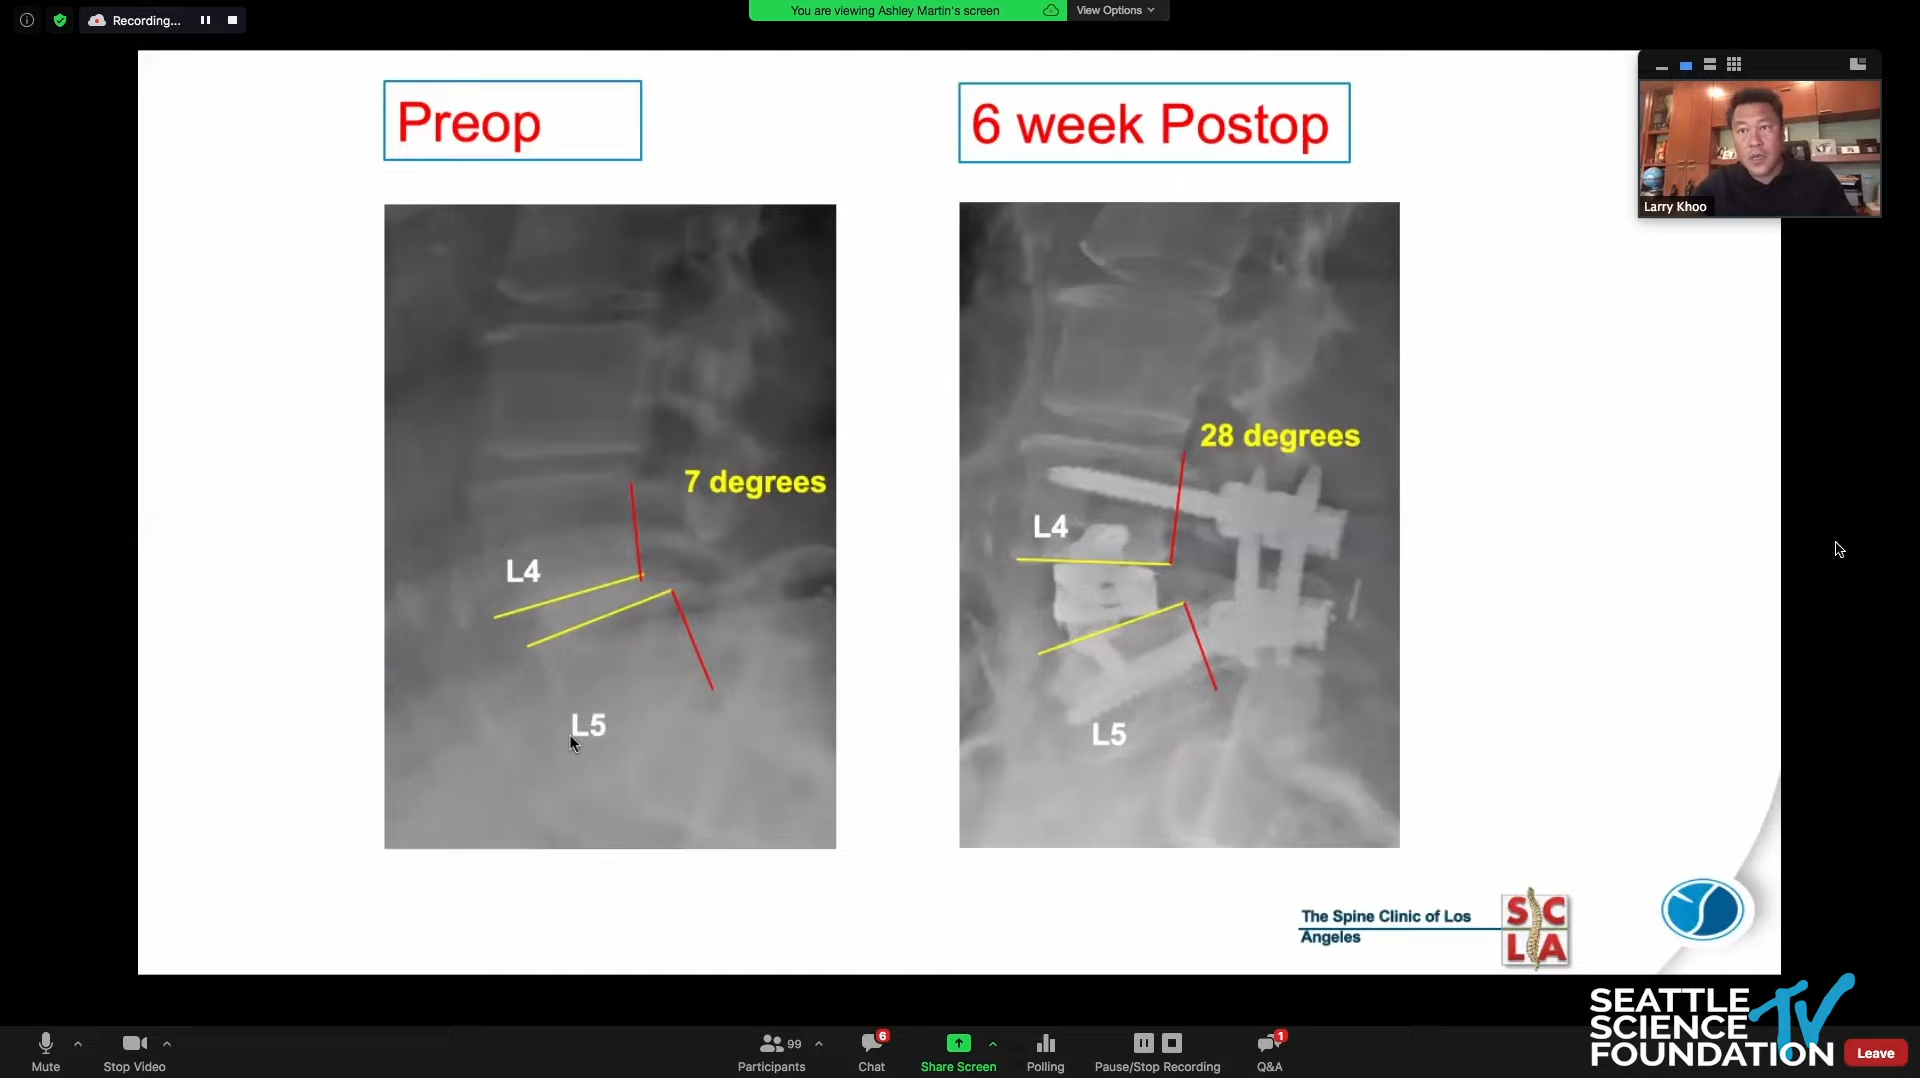 Recording...
You are viewing Ashley Martin's screen
View Options
Preop
6 week Postop
Larry Khoo
7 degrees
L4
L5
28 degrees
L4
L5
The Spine Clinic of Los
Angeles
SC
LA
SEATTLE
SCIENCE
FOUNDATION
TV
Mute
Stop Video
99
Participants
6
Chat
Share Screen
Polling
Pause/Stop Recording
1
Q&A
Leave